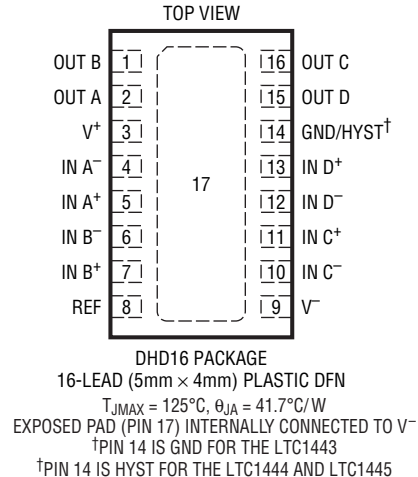 TOP VIEW
OUT B 1 16 OUT C
OUT A 2 15 OUT D
V+ 3 14 GND/HYST†
IN A– 4 13 IN D+
IN A+ 5 12 IN D–
IN B– 6 11 IN C+
IN B+ 7 10 IN C–
REF 8 9 V–
17
DHD16 PACKAGE
16-LEAD (5mm × 4mm) PLASTIC DFN
TJMAX = 125°C, θJA = 41.7°C/W
EXPOSED PAD (PIN 17) INTERNALLY CONNECTED TO V–
†PIN 14 IS GND FOR THE LTC1443
†PIN 14 IS HYST FOR THE LTC1444 AND LTC1445